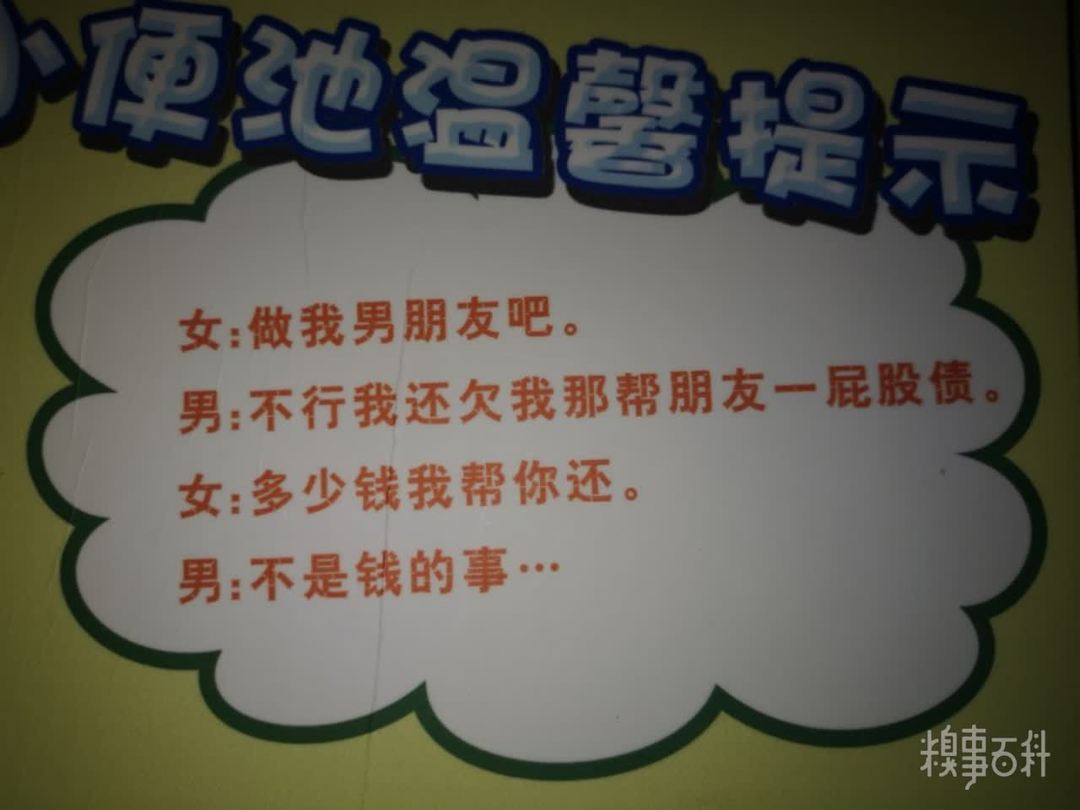 小便池温馨提示
女:做我男朋友吧。
男:不行我还欠我那帮朋友一屁股债。
女:多少钱我帮你还。
男:不是钱的事…
糗事百科